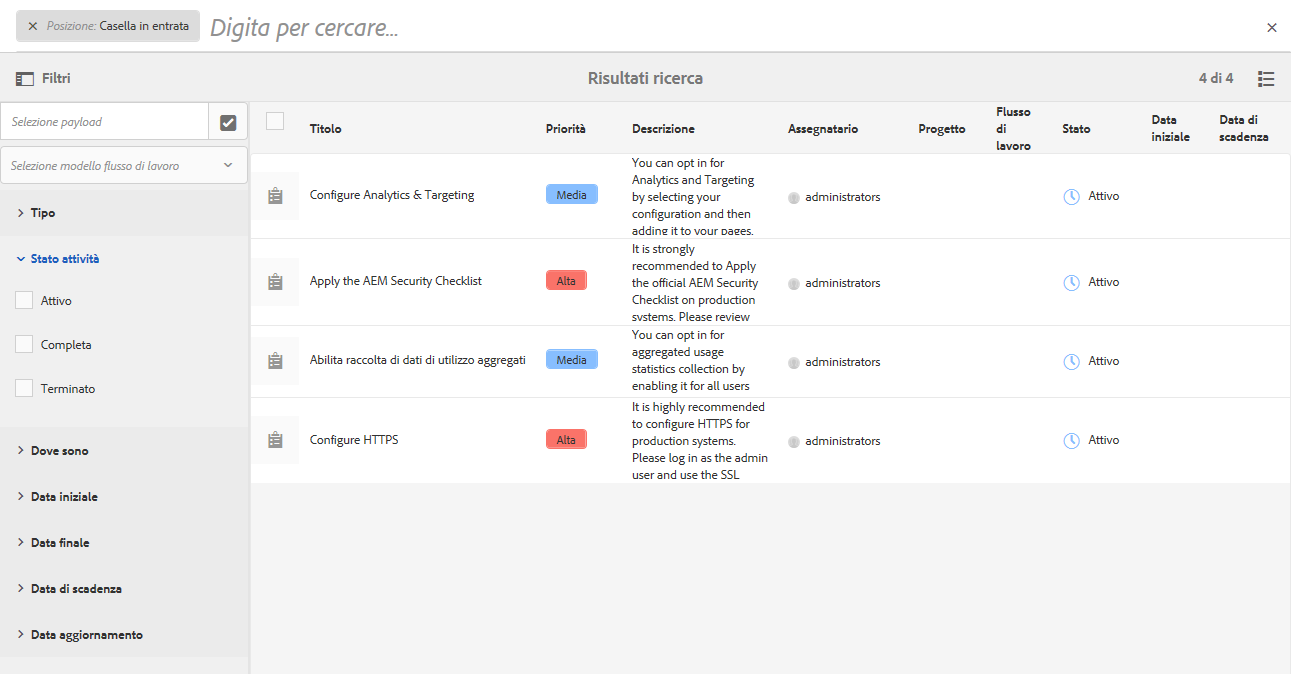 Posizione: Casella in entrata
Digita per cercare...
Filtri
Risultati ricerca
4 di 4
Selezione payload
Selezione modello flusso di lavoro
Tipo
Stato attività
Attivo
Completa
Terminato
Dove sono
Data iniziale
Data finale
Data di scadenza
Data aggiornamento
Titolo
Priorità
Descrizione
Assegnatario
Progetto
Flusso
di
lavoro
Stato
Data
iniziale
Data di
scadenza
Configure Analytics & Targeting
Media
You can opt in for
Analytics and Targeting
by selecting your
configuration and then
adding it to your pages.
administrators
Attivo
Apply the AEM Security Checklist
Alta
It is strongly
recommended to Apply
the official AEM Security
Checklist on production
systems. Please review
administrators
Attivo
Abilita raccolta di dati di utilizzo aggregati
Media
You can opt in for
aggregated usage
statistics collection by
enabling it for all users
administrators
Attivo
Configure HTTPS
Alta
It is highly recommended
to configure HTTPS for
production systems.
Please log in as the admin
user and use the SSL
administrators
Attivo